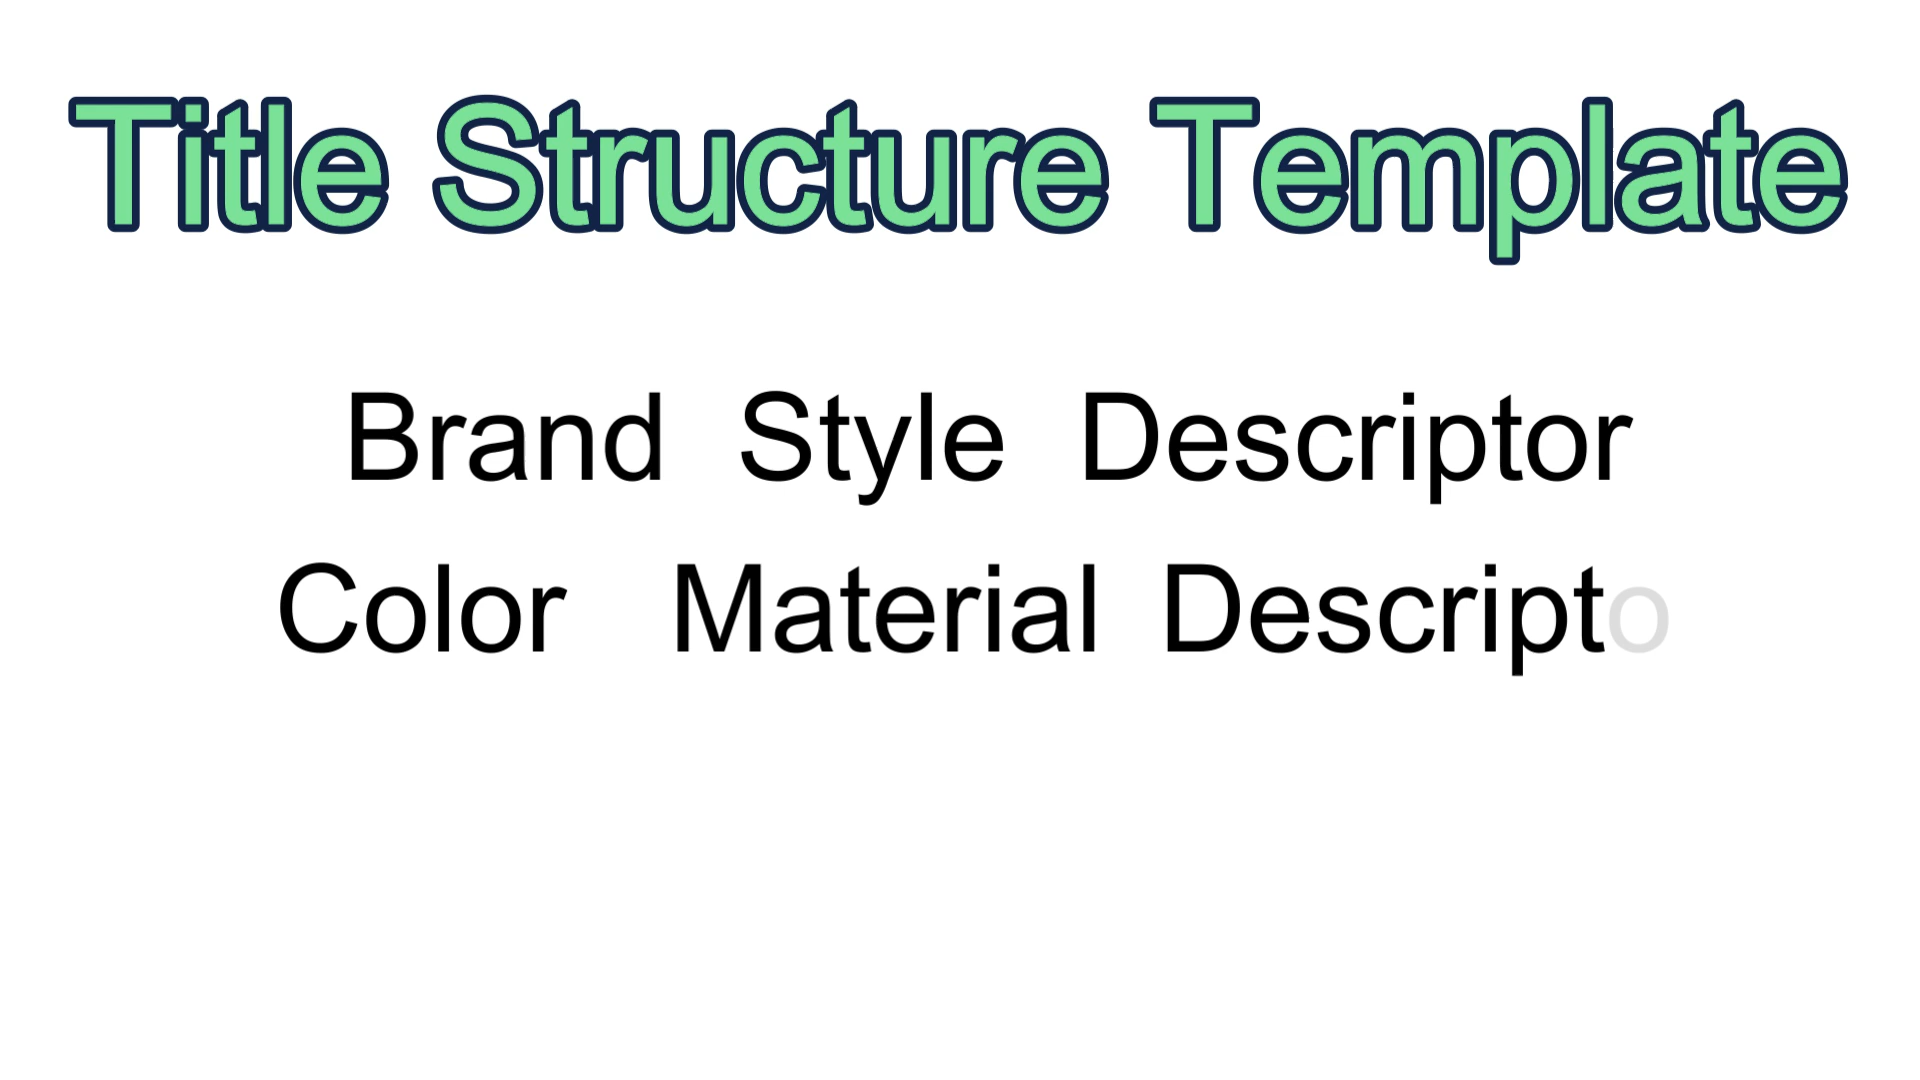 Title Structure Template
Brand Style Descriptor
Color Material Descripto